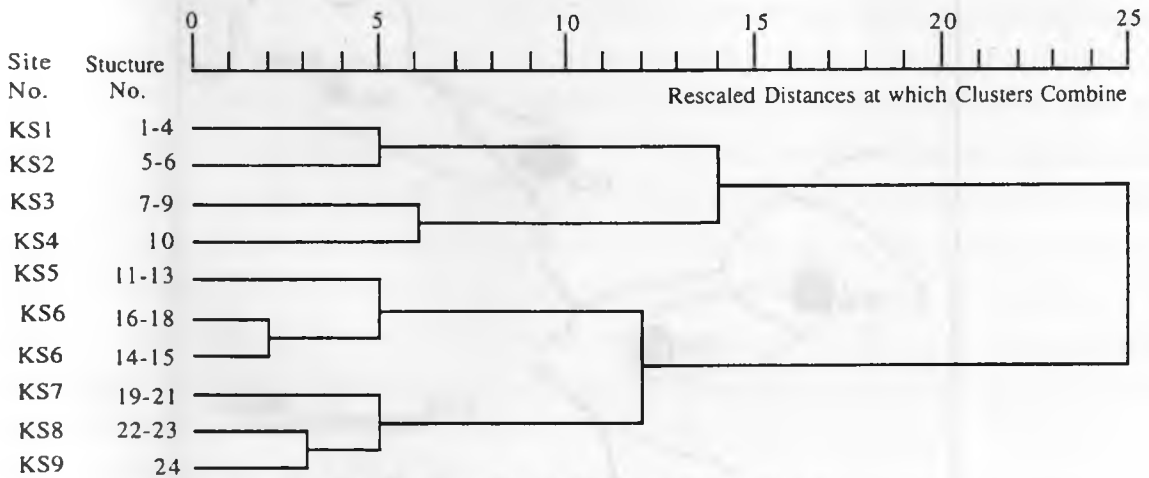 0 5 10 15 20 25
Site Stucture
No. No.
Rescaled Distances at which Clusters Combine
KS1 1-4
KS2 5-6
KS3 7-9
KS4 10
KS5 11-13
KS6 16-18
KS6 14-15
KS7 19-21
KS8 22-23
KS9 24